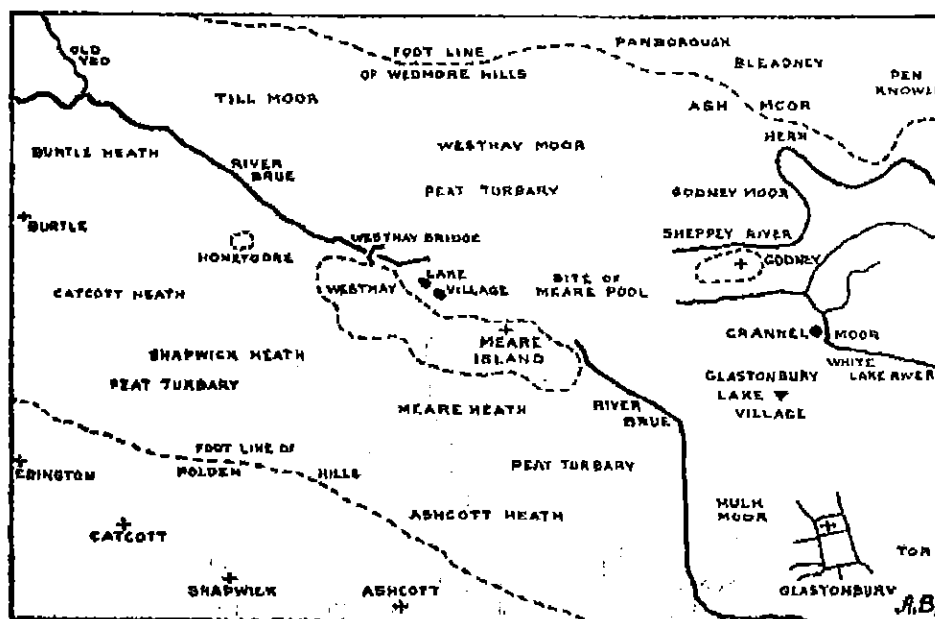 OLD
YEO
FOOT LINE
OF WEDMORE HILLS
PANBOROUGH
BLEADNEY
PEN
KNOWL
TILL MOOR
ASH MOOR
HERN
BURTLE HEATH
RIVER
BRUE
WESTHAY MOOR
PEAT TURBARY
GODNEY MOOR
SHEPPEY RIVER
GODNEY
BURTLE
HONEYGORE
WESTHAY BRIDGE
WESTHAY
LAKE
VILLAGE
SITE OF
MEARE POOL
CATCOTT HEATH
MEARE
ISLAND
CRANNEL MOOR
WHITE
LAKE RIVER
SHAPWICK HEATH
PEAT TURBARY
GLASTONBURY
LAKE
VILLAGE
MEARE HEATH
RIVER
BRUE
FOOT LINE OF
POLDEN HILLS
PEAT TURBARY
EDINGTON
ASHCOTT HEATH
HULK
MOOR
CATCOTT
TOR
SHAPWICK
ASHCOTT
GLASTONBURY
A.B.